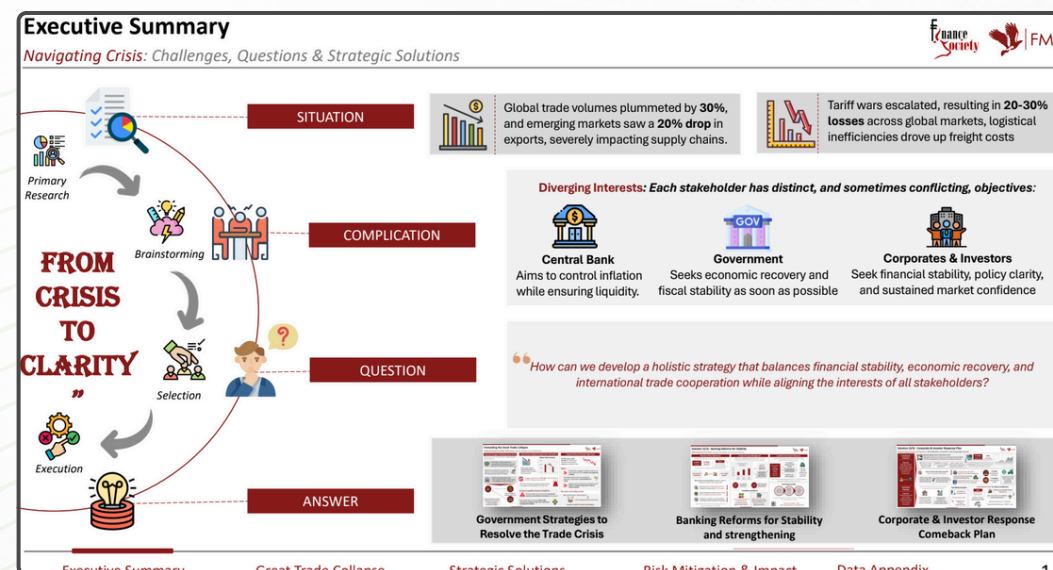 Executive Summary
Navigating Crisis: Challenges, Questions & Strategic Solutions
Finance
Society
FM
SITUATION
Global trade volumes plummeted by 30%,
and emerging markets saw a 20% drop in
exports, severely impacting supply chains.
Tariff wars escalated, resulting in 20-30%
losses across global markets, logistical
inefficiencies drove up freight costs
Primary
Research
Brainstorming
COMPLICATION
Diverging Interests: Each stakeholder has distinct, and sometimes conflicting, objectives:
GOV
Central Bank
Aims to control inflation
while ensuring liquidity.
Government
Seeks economic recovery and
fiscal stability as soon as possible
Corporates & Investors
Seek financial stability, policy clarity,
and sustained market confidence
FROM
CRISIS
TO
CLARITY
”
Selection
Execution
QUESTION
“How can we develop a holistic strategy that balances financial stability, economic recovery, and
international trade cooperation while aligning the interests of all stakeholders?
ANSWER
Government Strategies to
Resolve the Trade Crisis
Banking Reforms for Stability
and strengthening
Corporate & Investor Response
Comeback Plan
Executive Summary
Great Trade Collapse
Strategic Solutions
Risk Mitigation & Impact
Data Appendix
1